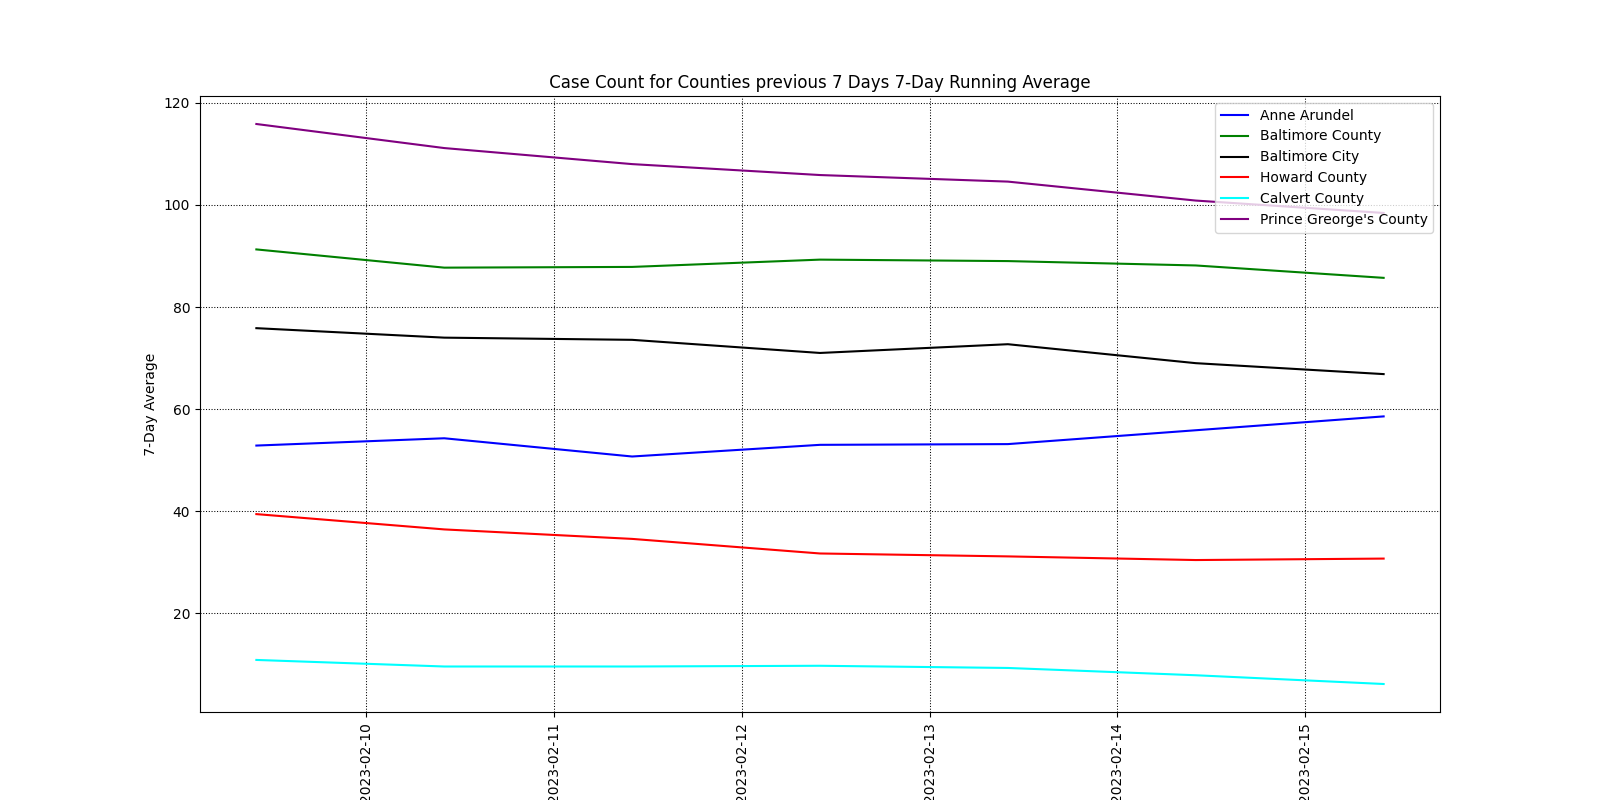 Case Count for Counties previous 7 Days 7-Day Running Average
120
100
80
60
40
20
7-Day Average
Anne Arundel
Baltimore County
Baltimore City
Howard County
Calvert County
Prince Greorge's County
2023-02-10
2023-02-11
2023-02-12
2023-02-13
2023-02-14
2023-02-15